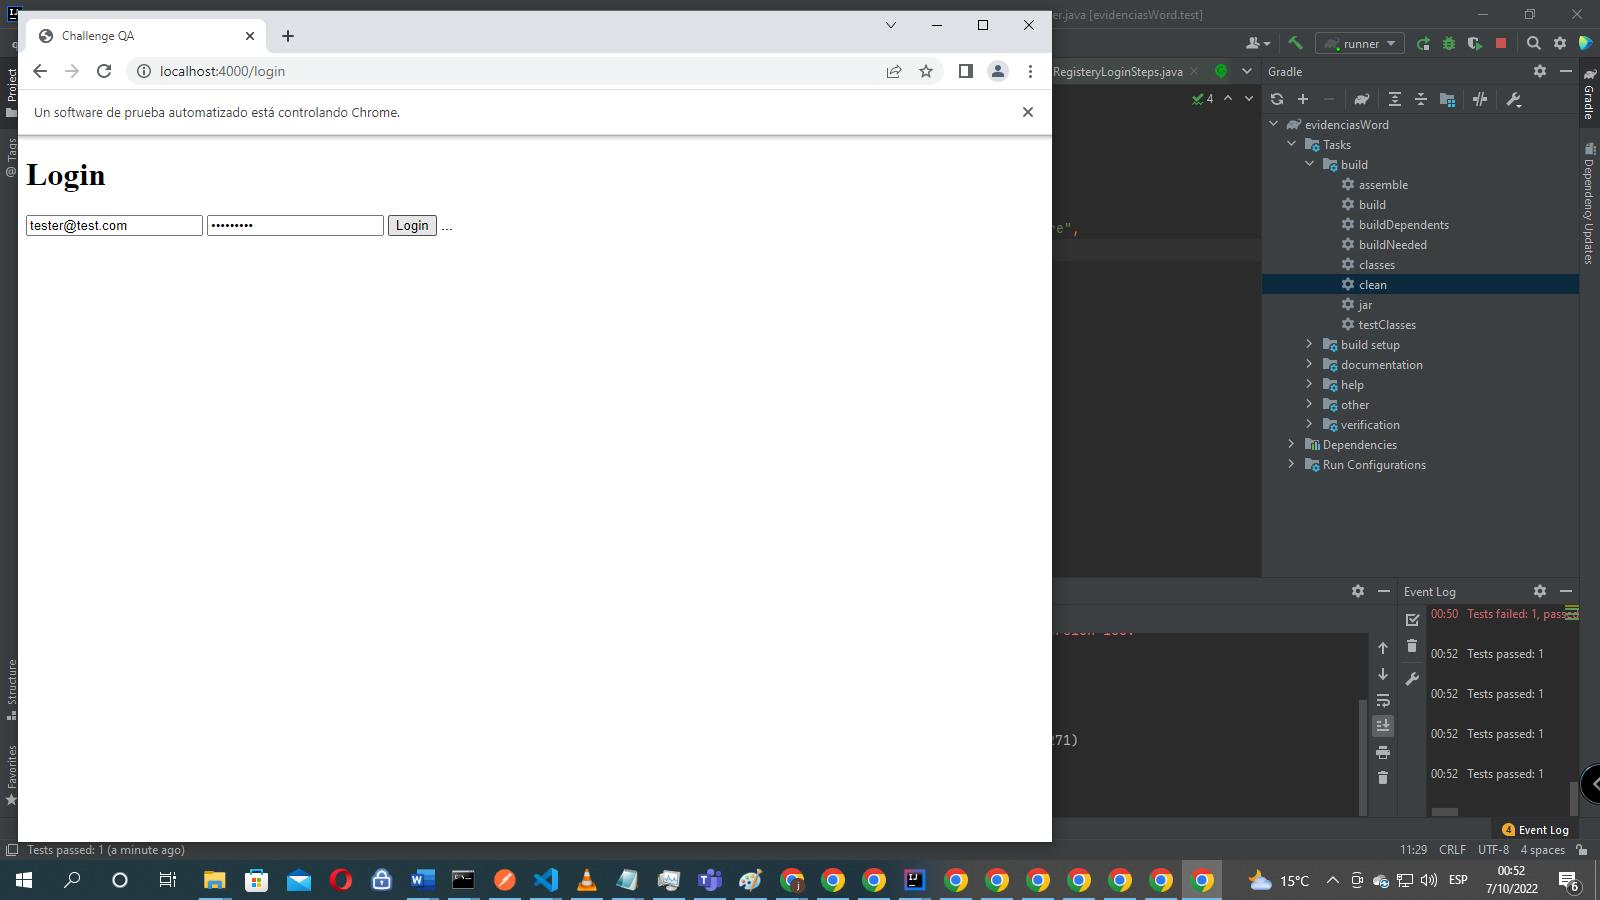 er.java [evidenciasWord.test]
Challenge QA
localhost:4000/login
Un software de prueba automatizado está controlando Chrome.
Login
tester@test.com ••••••••• Login ...
runner
RegisteryLoginSteps.java
4
e",
271)
Project
@ Tags
Structure
Favorites
Gradle
evidenciasWord
Tasks
build
assemble
build
buildDependents
buildNeeded
classes
clean
jar
testClasses
build setup
documentation
help
other
verification
Dependencies
Run Configurations
Gradle
Dependency Updates
Event Log
00:50 Tests failed: 1, passed
00:52 Tests passed: 1
00:52 Tests passed: 1
00:52 Tests passed: 1
00:52 Tests passed: 1
4 Event Log
Tests passed: 1 (a minute ago)
11:29 CRLF UTF-8 4 spaces
15°C
ESP
00:52
7/10/2022
6